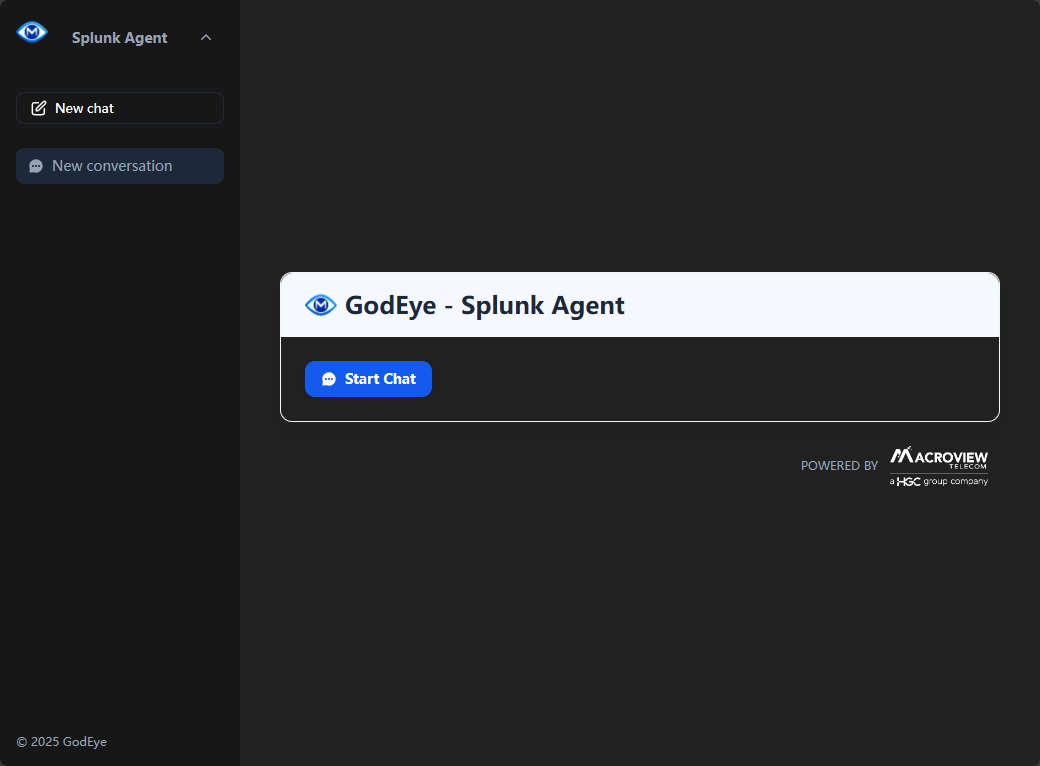 Splunk Agent
New chat
New conversation
GodEye - Splunk Agent
Start Chat
POWERED BY
MACROVIEW
TELECOM
a HGC group company
© 2025 GodEye